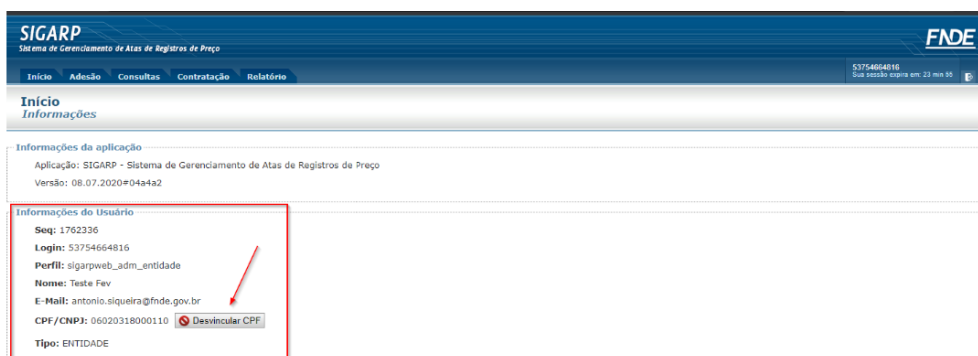 SIGARP
Sistema de Gerenciamento de Atas de Registros de Preço
FNDE
Início Adesão Consultas Contratação Relatório
53754664816
Sua sessão expira em: 23 min 55
Início
Informações
Informações da aplicação
Aplicação: SIGARP - Sistema de Gerenciamento de Atas de Registros de Preço
Versão: 08.07.2020#04a4a2
Informações do Usuário
Seq: 1762336
Login: 53754664816
Perfil: sigarpweb_adm_entidade
Nome: Teste Fev
E-Mail: antonio.siqueira@fnde.gov.br
CPF/CNPJ: 06020318000110 Desvincular CPF
Tipo: ENTIDADE